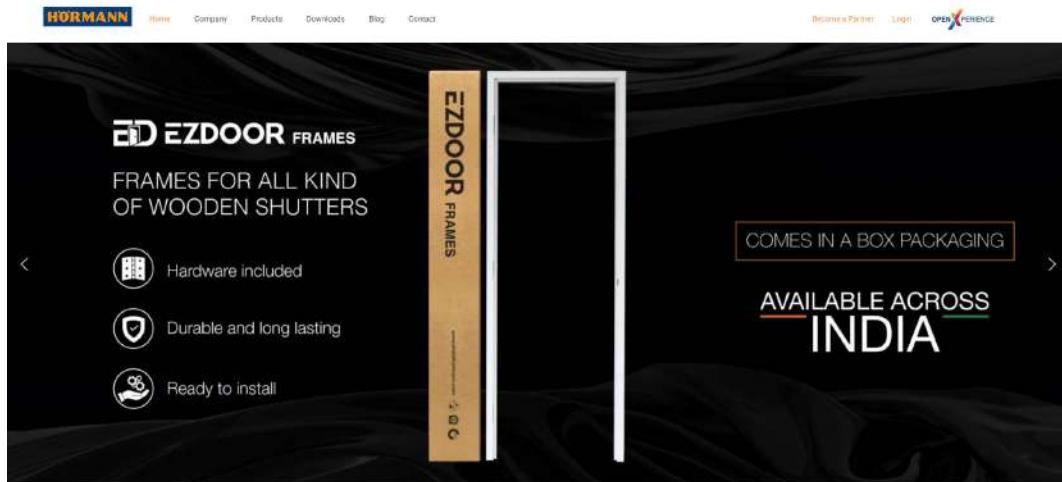 HÖRMANN
Home Company Products Downloads Blog Contact
Become a Partner Login OPEN XPERIENCE
ED EZDOOR FRAMES
FRAMES FOR ALL KIND
OF WOODEN SHUTTERS
Hardware included
Durable and long lasting
Ready to install
EZDOOR FRAMES
COMES IN A BOX PACKAGING
AVAILABLE ACROSS
INDIA